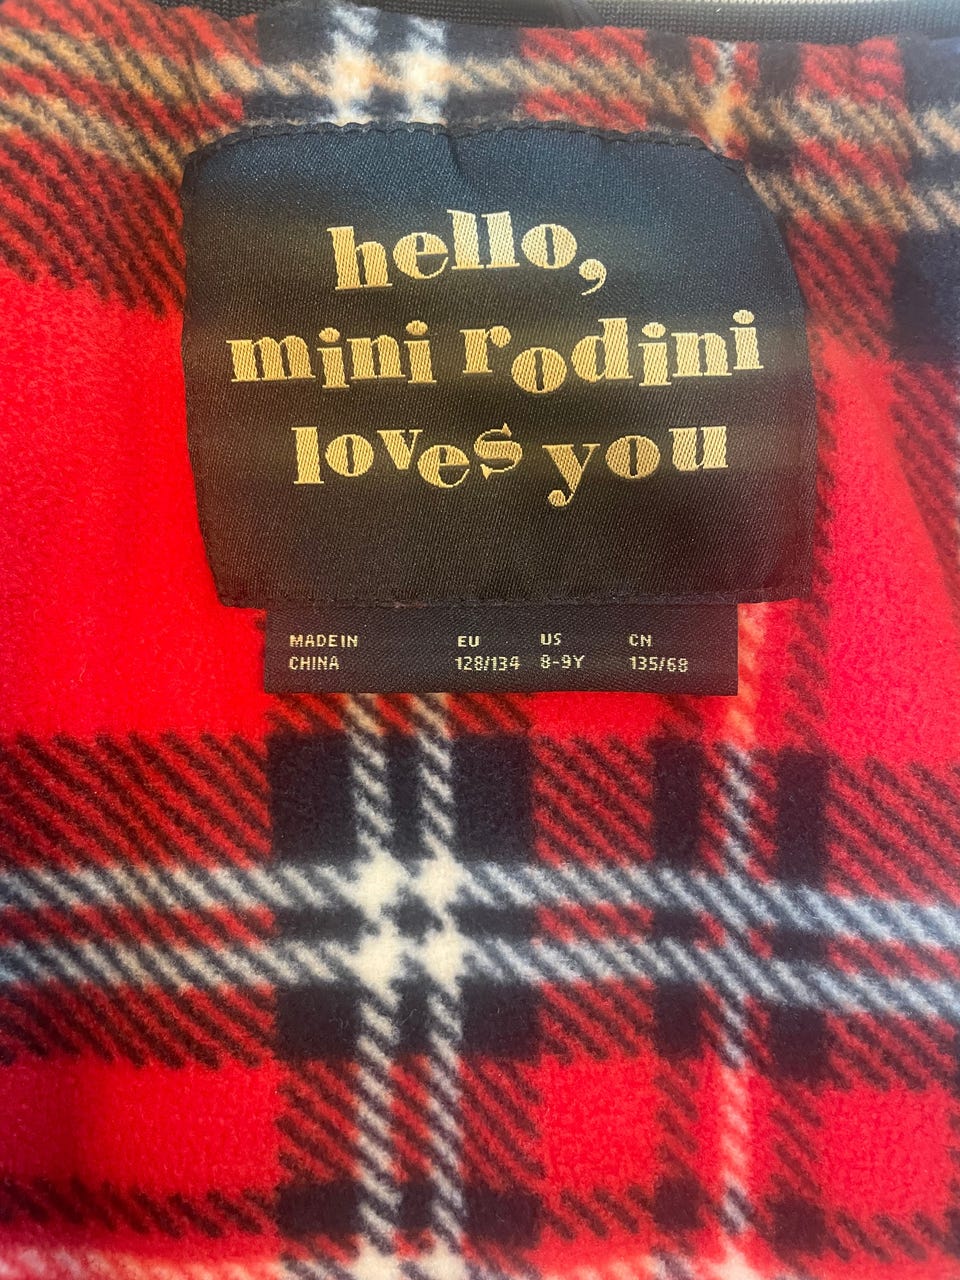 hello,
mini rodini
loves you
MADE IN EU US CN
CHINA 128/134 8-9Y 135/68